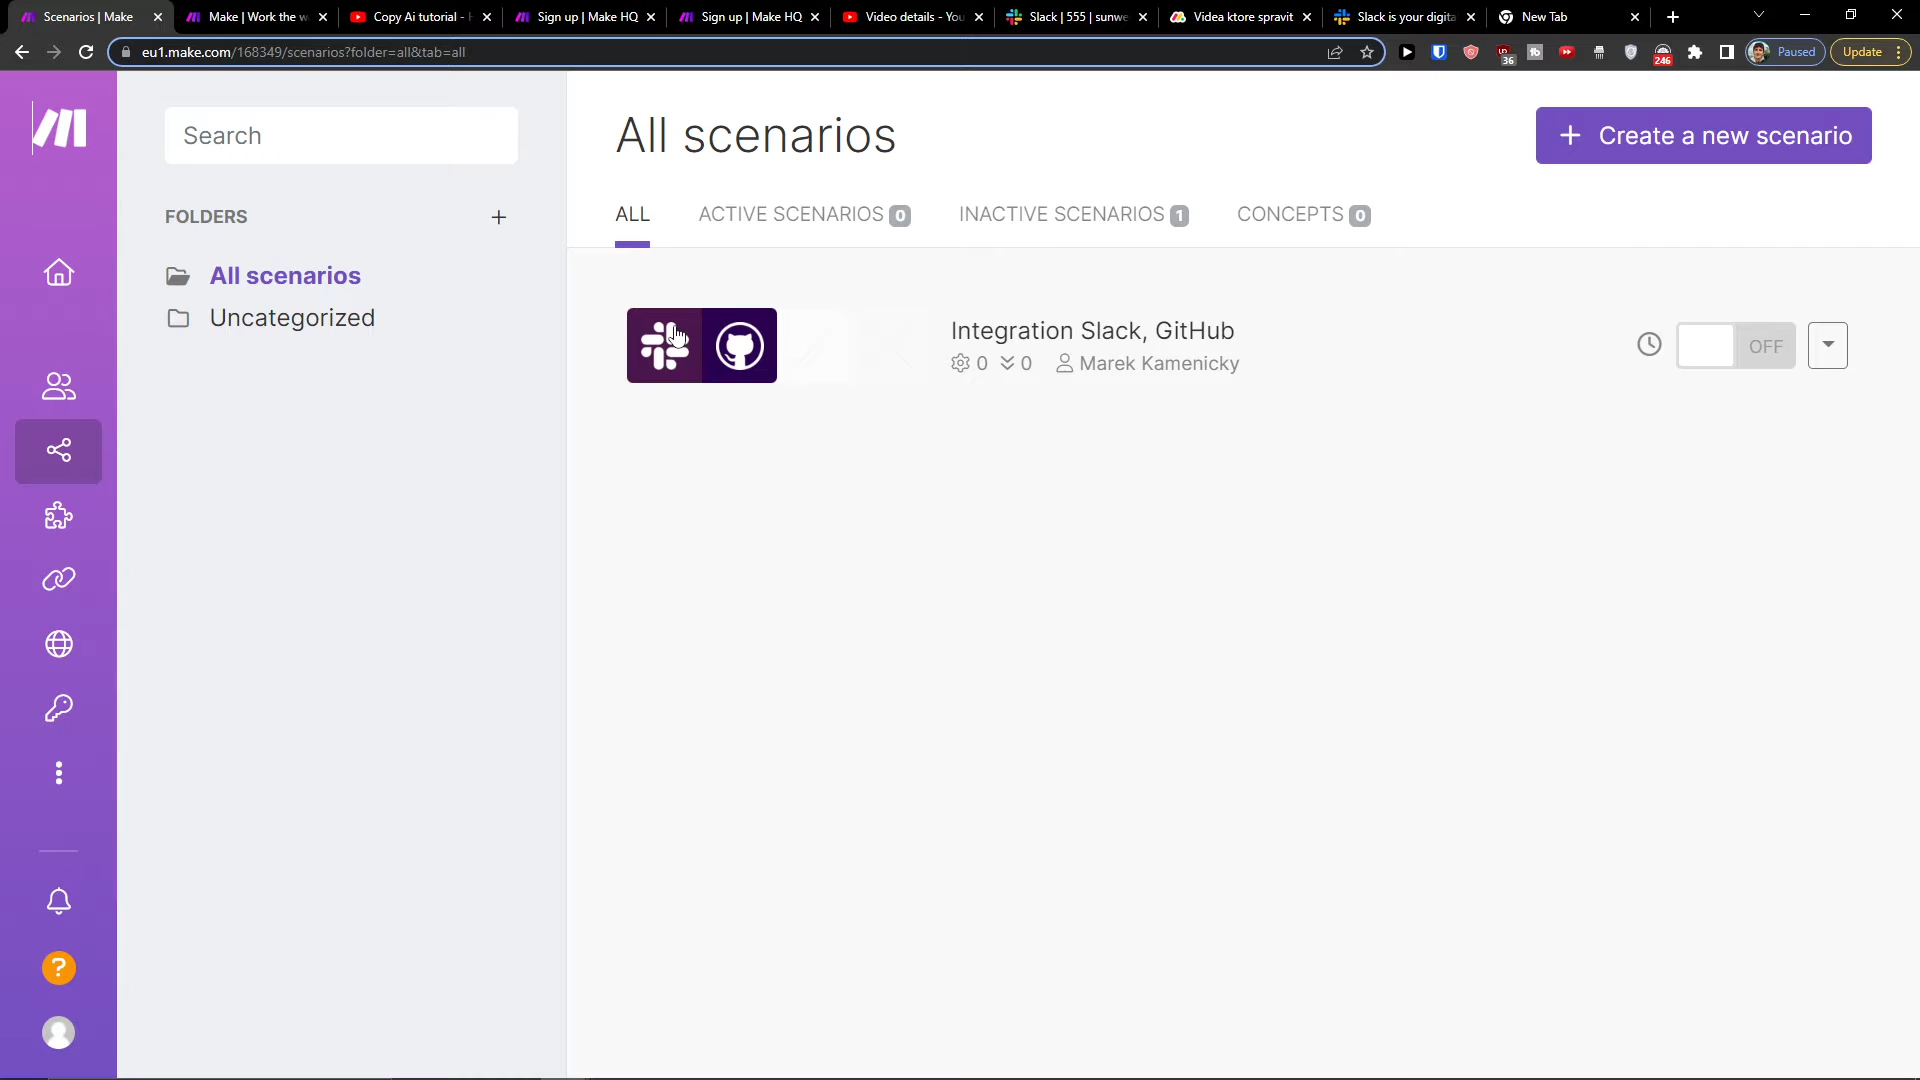 Scenarios | Make
Make | Work the w
Copy Ai tutorial - H
Sign up | Make HQ
Sign up | Make HQ
Video details - You
Slack | 555 | sunwe
Videa ktore spravit
Slack is your digita
New Tab
eu1.make.com/168349/scenarios?folder=all&tab=all
36
246
Paused
Update
Search
FOLDERS
All scenarios
Uncategorized
All scenarios
+ Create a new scenario
ALL
ACTIVE SCENARIOS 0
INACTIVE SCENARIOS 1
CONCEPTS 0
Integration Slack, GitHub
0 0 Marek Kamenicky
OFF
?